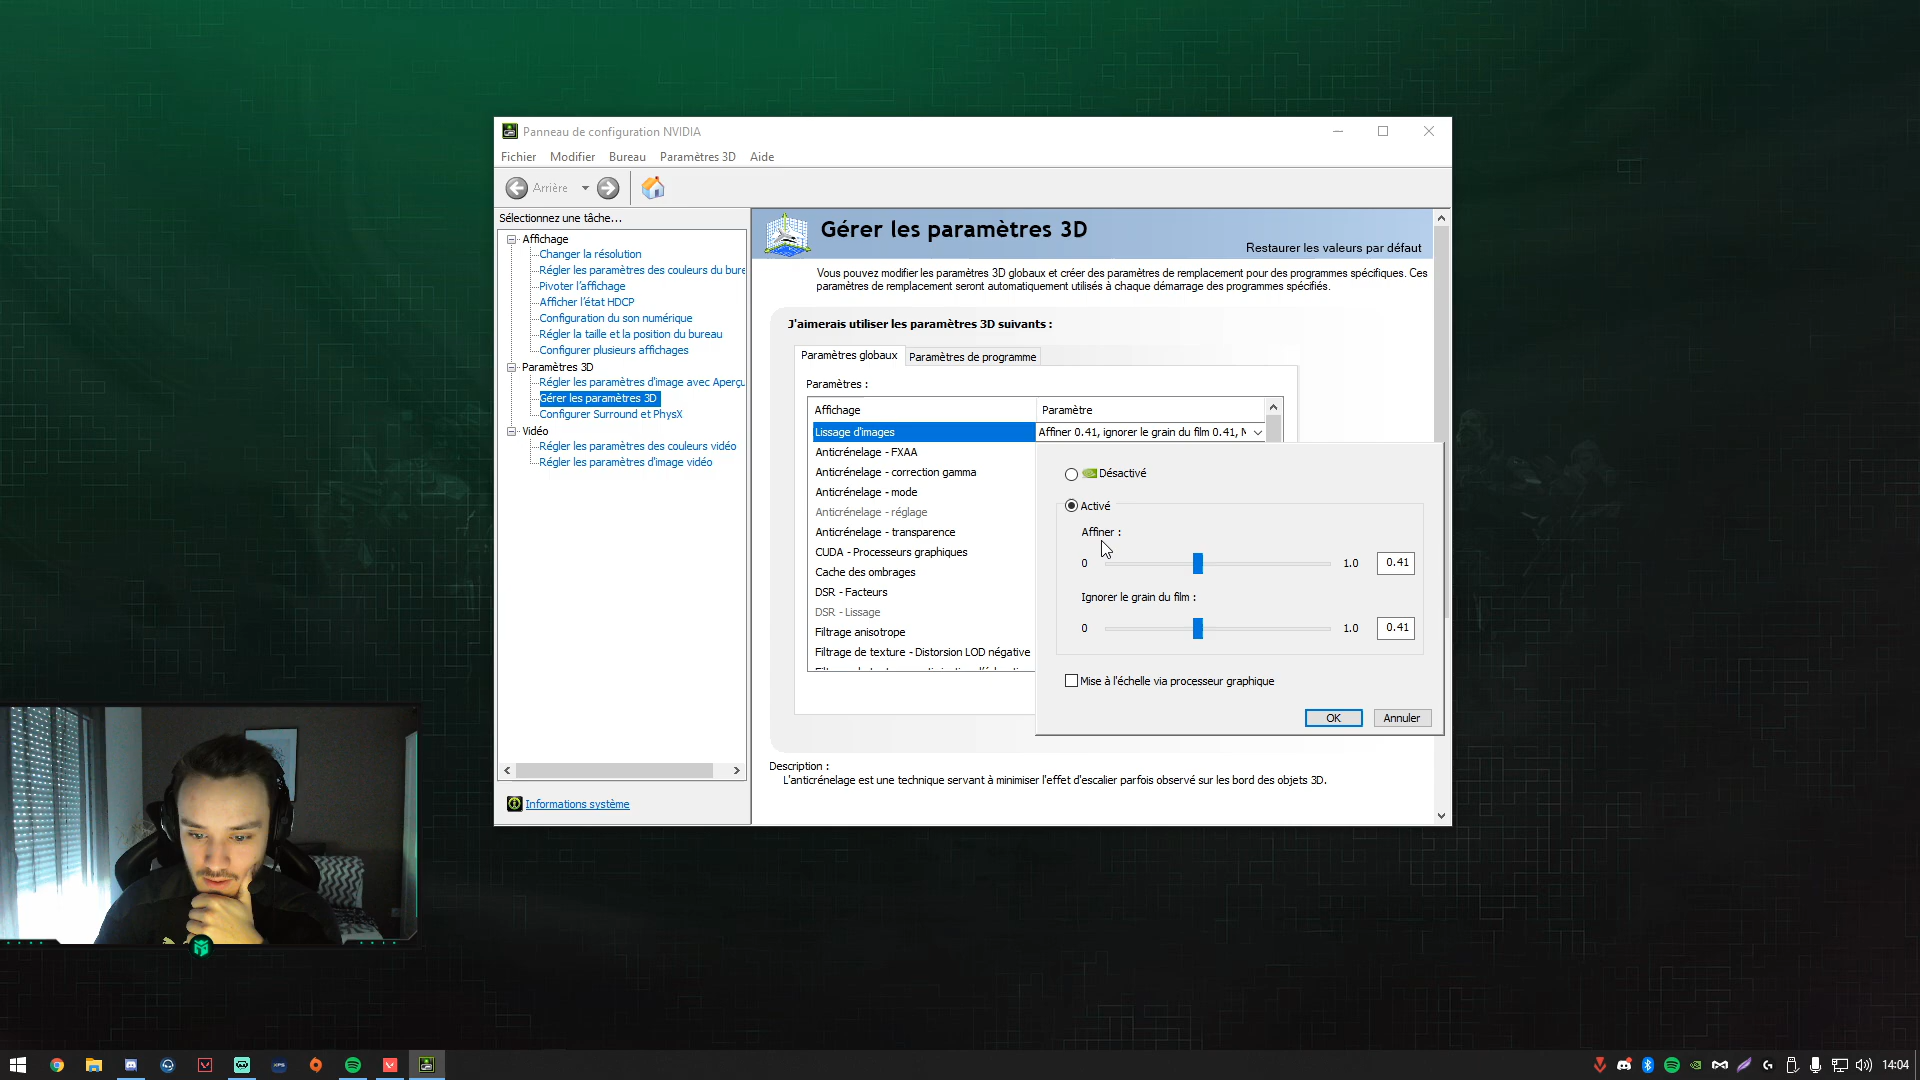 Panneau de configuration NVIDIA
Fichier Modifier Bureau Paramètres 3D Aide
Arrière
Sélectionnez une tâche...
Affichage
Changer la résolution
Régler les paramètres des couleurs du bure
Pivoter l'affichage
Afficher l'état HDCP
Configuration du son numérique
Régler la taille et la position du bureau
Configurer plusieurs affichages
Paramètres 3D
Régler les paramètres d'image avec Aperçu
Gérer les paramètres 3D
Configurer Surround et PhysX
Vidéo
Régler les paramètres des couleurs vidéo
Régler les paramètres d'image vidéo
Informations système
Gérer les paramètres 3D
Restaurer les valeurs par défaut
Vous pouvez modifier les paramètres 3D globaux et créer des paramètres de remplacement pour des programmes spécifiques. Ces
paramètres de remplacement seront automatiquement utilisés à chaque démarrage des programmes spécifiés.
J'aimerais utiliser les paramètres 3D suivants :
Paramètres globaux Paramètres de programme
Paramètres :
Affichage Paramètre
Lissage d'images Affiner 0.41, ignorer le grain du film 0.41, N
Anticrénelage - FXAA
Anticrénelage - correction gamma
Anticrénelage - mode
Anticrénelage - réglage
Anticrénelage - transparence
CUDA - Processeurs graphiques
Cache des ombrages
DSR - Facteurs
DSR - Lissage
Filtrage anisotrope
Filtrage de texture - Distorsion LOD négative
Désactivé
Activé
Affiner :
0 1.0 0.41
Ignorer le grain du film :
0 1.0 0.41
Mise à l'échelle via processeur graphique
OK Annuler
Description :
L'anticrénelage est une technique servant à minimiser l'effet d'escalier parfois observé sur les bord des objets 3D.
14:04